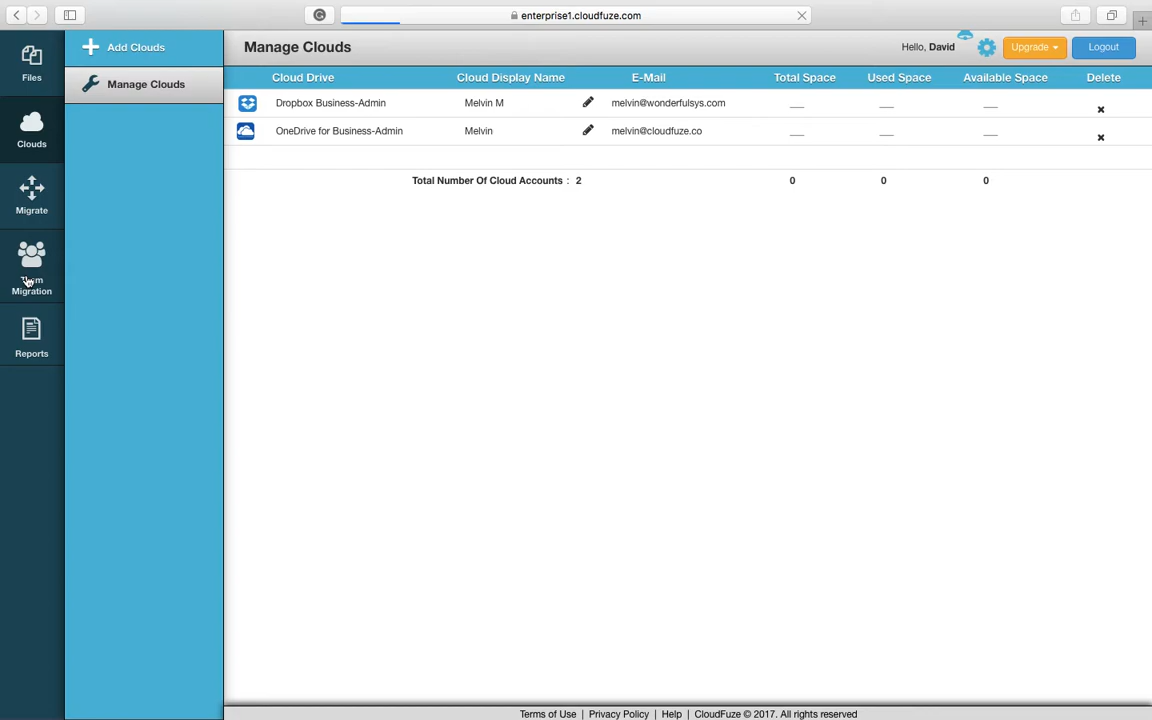 enterprise1.cloudfuze.com
Files
Clouds
Migrate
Migration
Reports
Add Clouds
Manage Clouds
Manage Clouds
Hello, David
Upgrade
Logout
Cloud Drive Cloud Display Name E-Mail Total Space Used Space Available Space Delete
Dropbox Business-Admin Melvin M melvin@wonderfulsys.com
OneDrive for Business-Admin Melvin melvin@cloudfuze.co
Total Number Of Cloud Accounts : 2 0 0 0
Terms of Use | Privacy Policy | Help | CloudFuze © 2017. All rights reserved